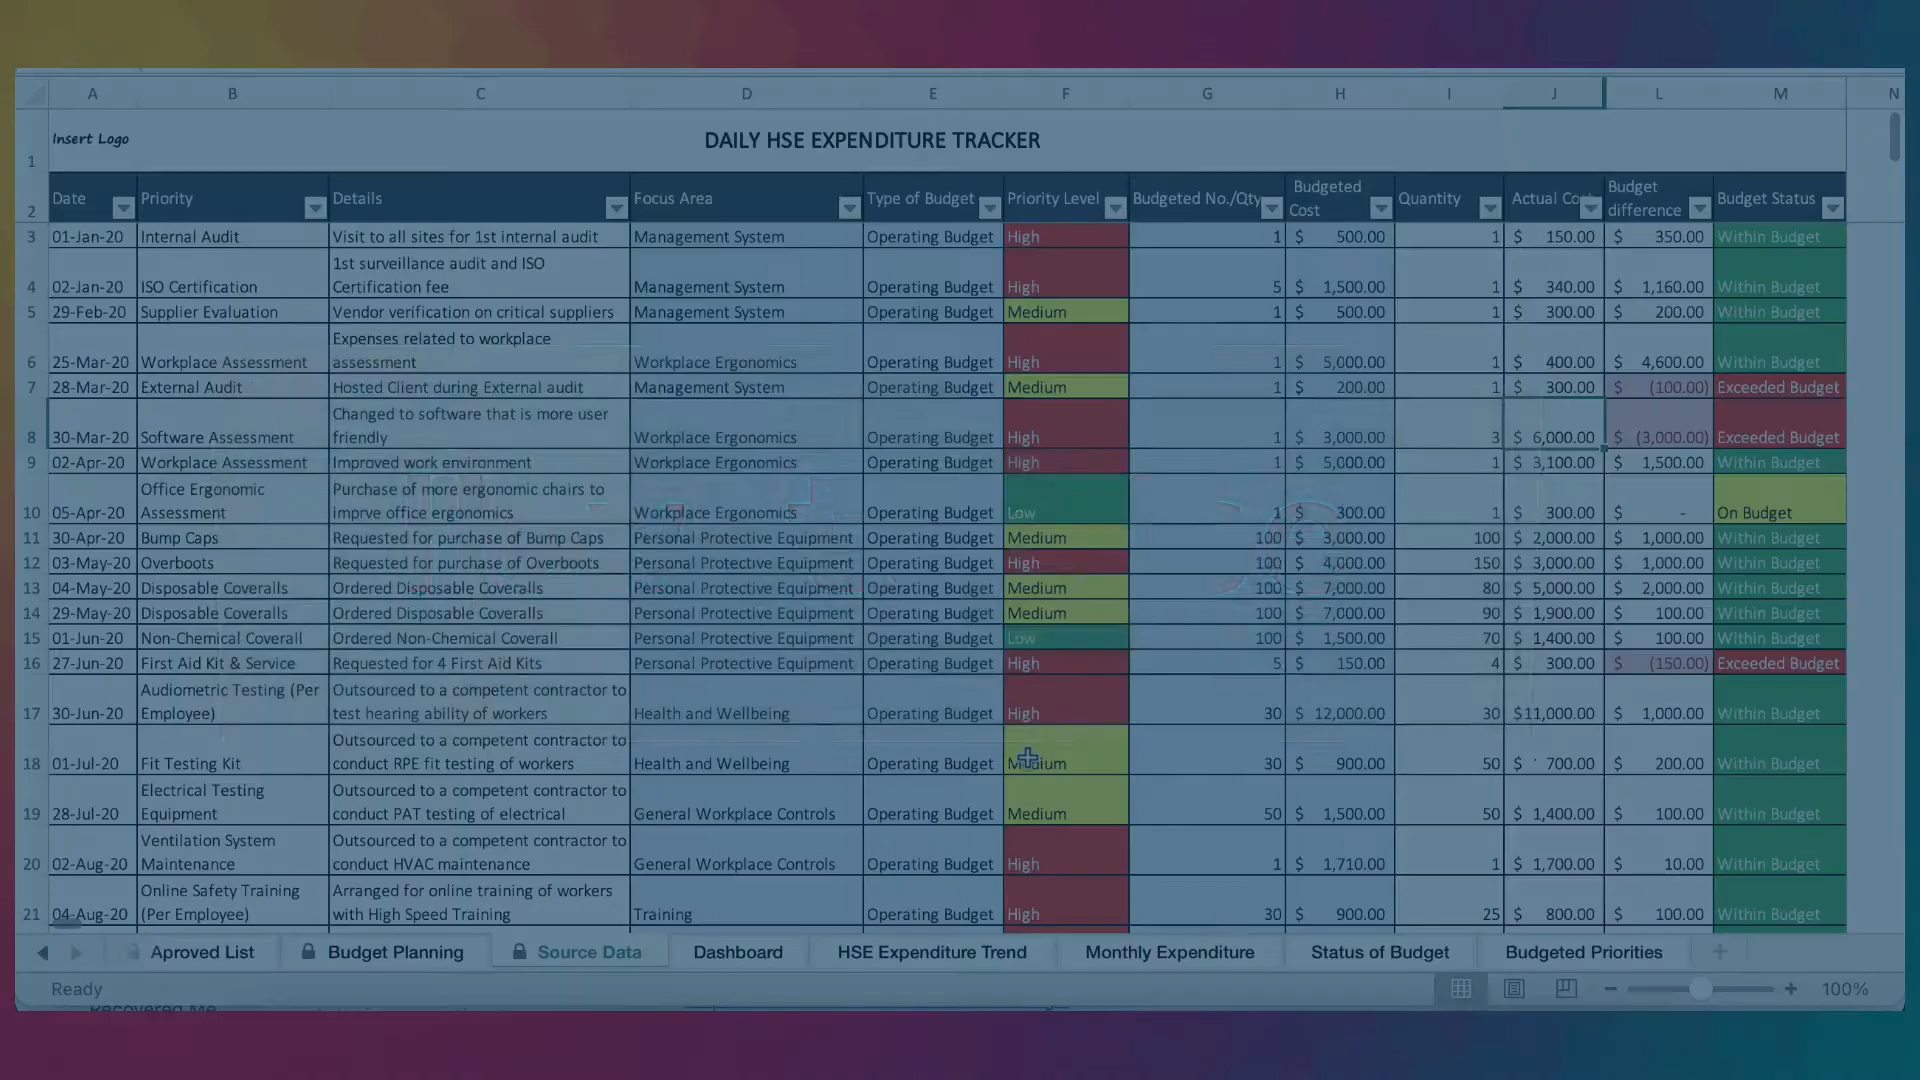 A B C D E F G H I J L M N
Insert Logo DAILY HSE EXPENDITURE TRACKER
1
2 Date Priority Details Focus Area Type of Budget Priority Level Budgeted No./Qty Budgeted Cost Quantity Actual Co Budget difference Budget Status
3 01-Jan-20 Internal Audit Visit to all sites for 1st internal audit Management System Operating Budget High 1 $ 500.00 1 $ 150.00 $ 350.00 Within Budget
4 02-Jan-20 ISO Certification 1st surveillance audit and ISO Certification fee Management System Operating Budget High 5 $ 1,500.00 1 $ 340.00 $ 1,160.00 Within Budget
5 29-Feb-20 Supplier Evaluation Vendor verification on critical suppliers Management System Operating Budget Medium 1 $ 500.00 1 $ 300.00 $ 200.00 Within Budget
6 25-Mar-20 Workplace Assessment Expenses related to workplace assessment Workplace Ergonomics Operating Budget High 1 $ 5,000.00 1 $ 400.00 $ 4,600.00 Within Budget
7 28-Mar-20 External Audit Hosted Client during External audit Management System Operating Budget Medium 1 $ 200.00 1 $ 300.00 $ (100.00) Exceeded Budget
8 30-Mar-20 Software Assessment Changed to software that is more user friendly Workplace Ergonomics Operating Budget High 1 $ 3,000.00 3 $ 6,000.00 $ (3,000.00) Exceeded Budget
9 02-Apr-20 Workplace Assessment Improved work environment Workplace Ergonomics Operating Budget High 1 $ 5,000.00 1 $ 3,100.00 $ 1,500.00 Within Budget
10 05-Apr-20 Office Ergonomic Assessment Purchase of more ergonomic chairs to imprve office ergonomics Workplace Ergonomics Operating Budget Low 1 $ 300.00 1 $ 300.00 $ - On Budget
11 30-Apr-20 Bump Caps Requested for purchase of Bump Caps Personal Protective Equipment Operating Budget Medium 100 $ 3,000.00 100 $ 2,000.00 $ 1,000.00 Within Budget
12 03-May-20 Overboots Requested for purchase of Overboots Personal Protective Equipment Operating Budget High 100 $ 4,000.00 150 $ 3,000.00 $ 1,000.00 Within Budget
13 04-May-20 Disposable Coveralls Ordered Disposable Coveralls Personal Protective Equipment Operating Budget Medium 100 $ 7,000.00 80 $ 5,000.00 $ 2,000.00 Within Budget
14 29-May-20 Disposable Coveralls Ordered Disposable Coveralls Personal Protective Equipment Operating Budget Medium 100 $ 7,000.00 90 $ 1,900.00 $ 100.00 Within Budget
15 01-Jun-20 Non-Chemical Coverall Ordered Non-Chemical Coverall Personal Protective Equipment Operating Budget Low 100 $ 1,500.00 70 $ 1,400.00 $ 100.00 Within Budget
16 27-Jun-20 First Aid Kit & Service Requested for 4 First Aid Kits Personal Protective Equipment Operating Budget High 5 $ 150.00 4 $ 300.00 $ (150.00) Exceeded Budget
17 30-Jun-20 Audiometric Testing (Per Employee) Outsourced to a competent contractor to test hearing ability of workers Health and Wellbeing Operating Budget High 30 $ 12,000.00 30 $11,000.00 $ 1,000.00 Within Budget
18 01-Jul-20 Fit Testing Kit Outsourced to a competent contractor to conduct RPE fit testing of workers Health and Wellbeing Operating Budget Medium 30 $ 900.00 50 $ 700.00 $ 200.00 Within Budget
19 28-Jul-20 Electrical Testing Equipment Outsourced to a competent contractor to conduct PAT testing of electrical General Workplace Controls Operating Budget Medium 50 $ 1,500.00 50 $ 1,400.00 $ 100.00 Within Budget
20 02-Aug-20 Ventilation System Maintenance Outsourced to a competent contractor to conduct HVAC maintenance General Workplace Controls Operating Budget High 1 $ 1,710.00 1 $ 1,700.00 $ 10.00 Within Budget
21 04-Aug-20 Online Safety Training (Per Employee) Arranged for online training of workers with High Speed Training Training Operating Budget High 30 $ 900.00 25 $ 800.00 $ 100.00 Within Budget
Aproved List Budget Planning Source Data Dashboard HSE Expenditure Trend Monthly Expenditure Status of Budget Budgeted Priorities +
Ready 100%